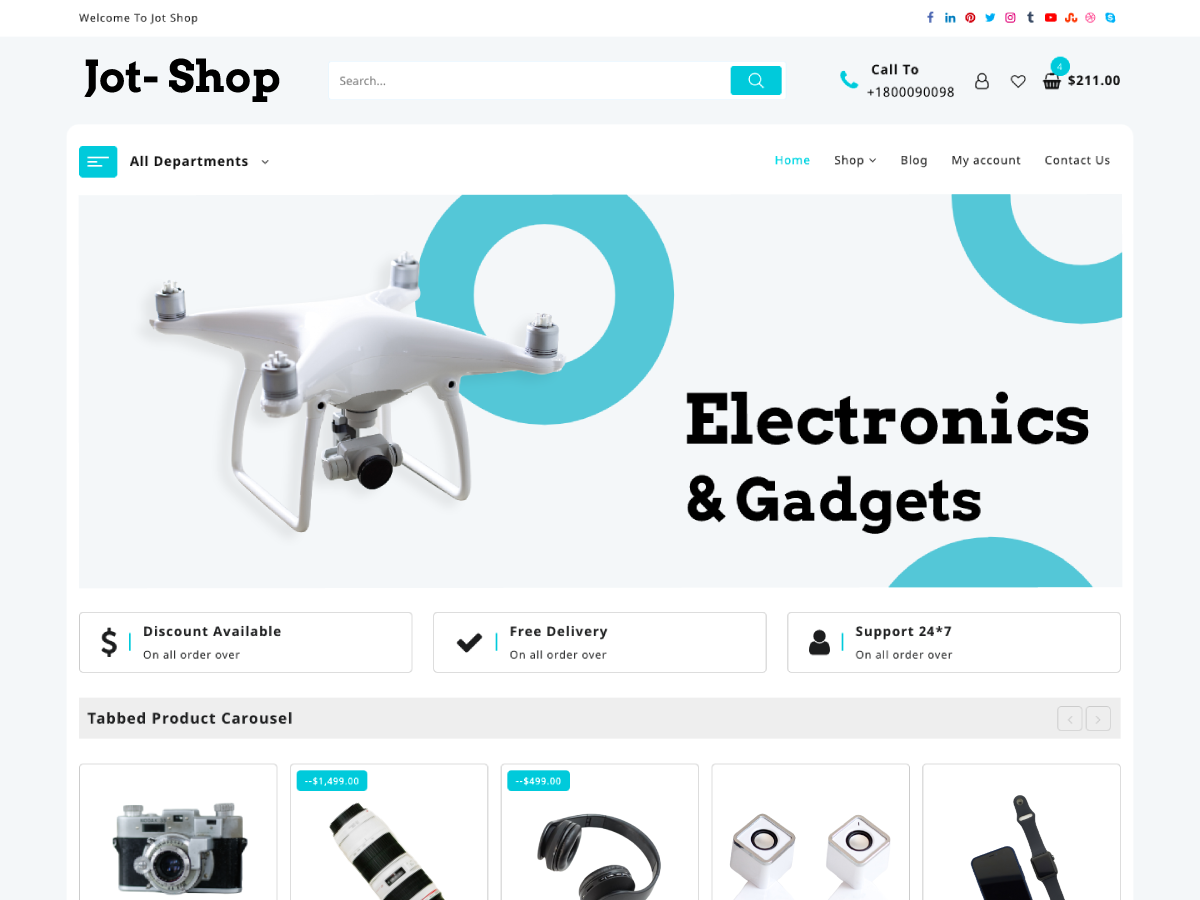 Welcome To Jot Shop
Jot- Shop
Search...
Call To
+1800090098
4
$211.00
All Departments
Home
Shop
Blog
My account
Contact Us
Electronics
& Gadgets
Discount Available
On all order over
Free Delivery
On all order over
Support 24*7
On all order over
Tabbed Product Carousel
--$1,499.00
--$499.00